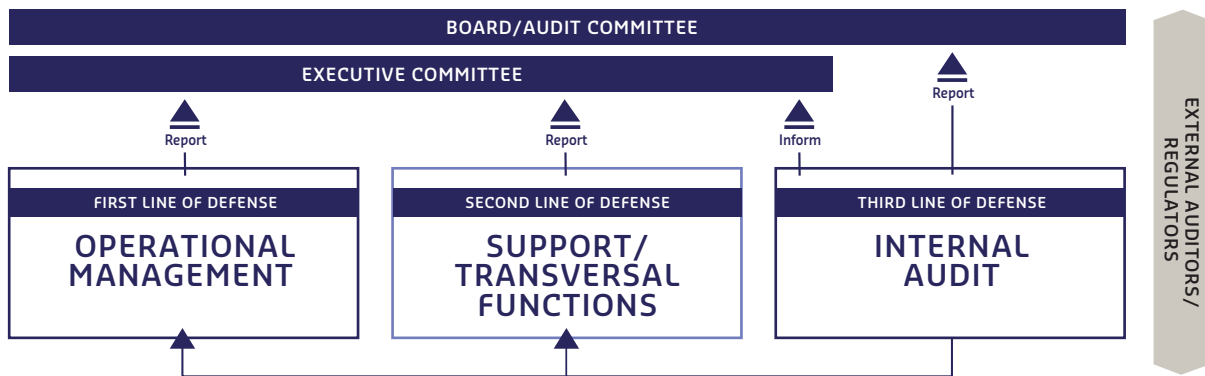 BOARD/AUDIT COMMITTEE
EXECUTIVE COMMITTEE
Report
Report
Inform
Report
FIRST LINE OF DEFENSE
OPERATIONAL
MANAGEMENT
SECOND LINE OF DEFENSE
SUPPORT/
TRANSVERSAL
FUNCTIONS
THIRD LINE OF DEFENSE
INTERNAL
AUDIT
EXTERNAL AUDITORS/
REGULATORS